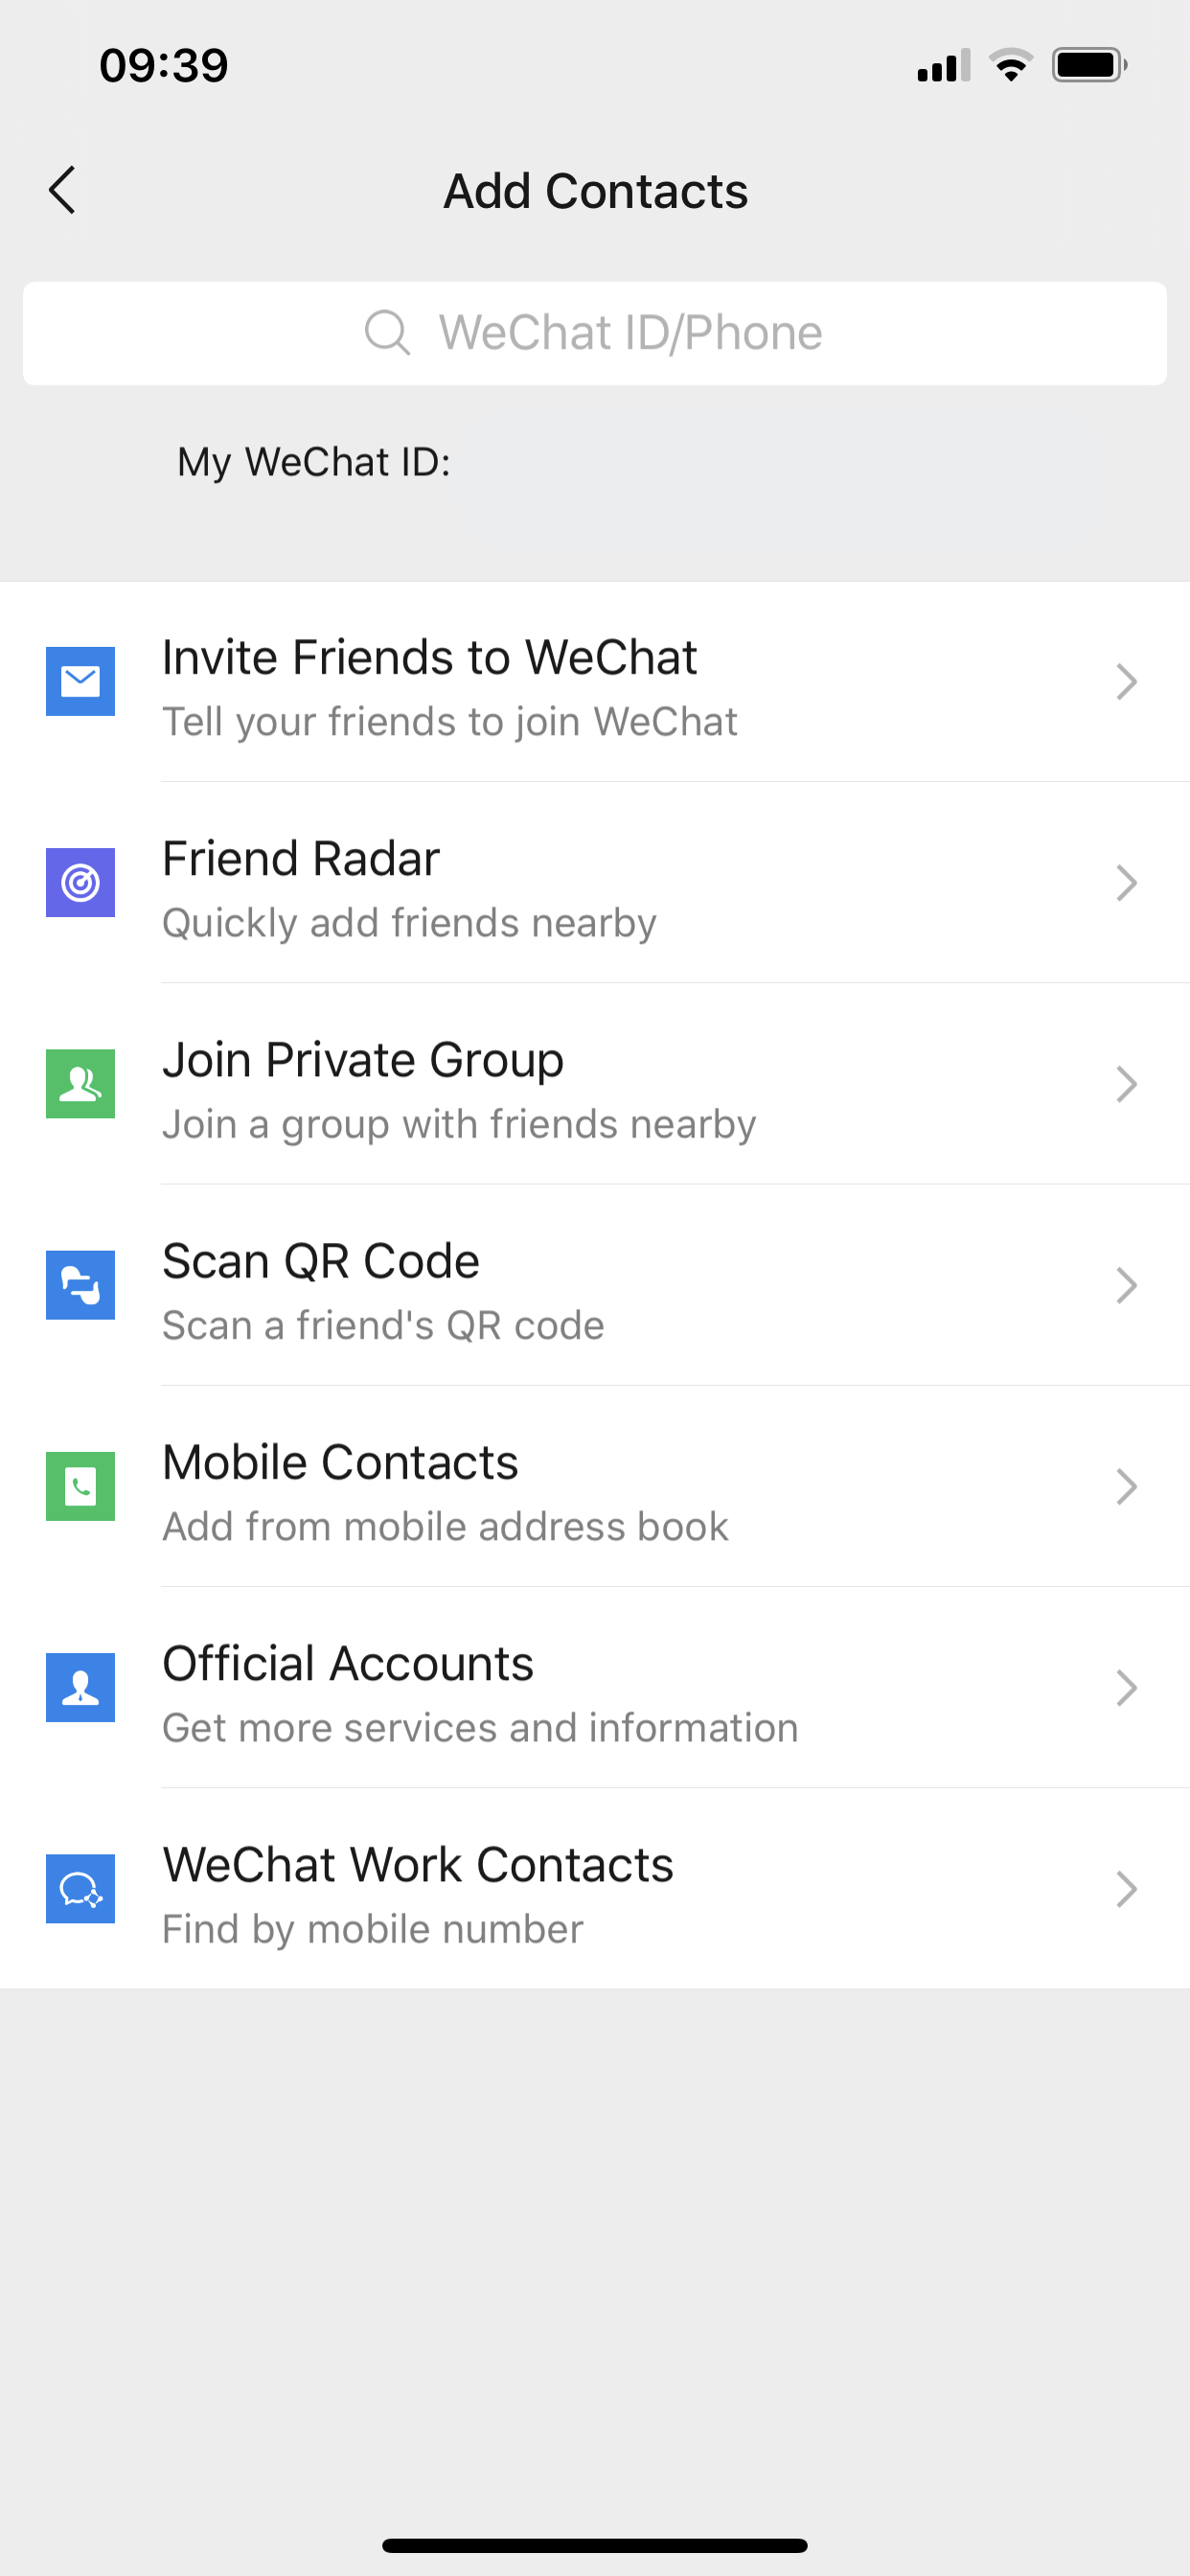 09:39
Add Contacts
WeChat ID/Phone
My WeChat ID:
Invite Friends to WeChat
Tell your friends to join WeChat
Friend Radar
Quickly add friends nearby
Join Private Group
Join a group with friends nearby
Scan QR Code
Scan a friend's QR code
Mobile Contacts
Add from mobile address book
Official Accounts
Get more services and information
WeChat Work Contacts
Find by mobile number